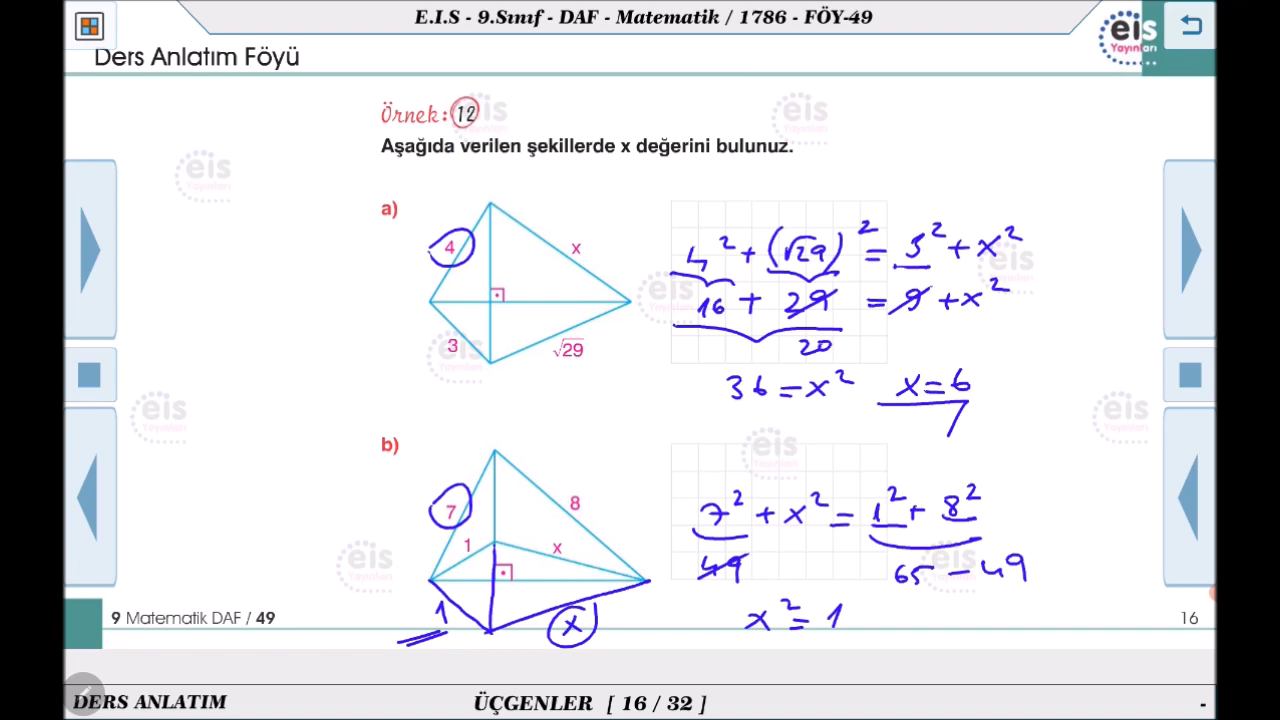 E.I.S - 9.Sınıf - DAF - Matematik / 1786 - FÖY-49
eis
Yayınları
Ders Anlatım Föyü
Örnek: 12
Aşağıda verilen şekillerde x değerini bulunuz.
a)
4
x
3
√29
4² + (√29)² = 3² + x²
16 + 29 = 9 + x²
20
36 = x² x = 6
b)
7
8
1
x
1
x
7² + x² = 1² + 8²
49 65 - 49
x² = 1
9 Matematik DAF / 49
16
DERS ANLATIM
ÜÇGENLER [ 16 / 32 ]
-